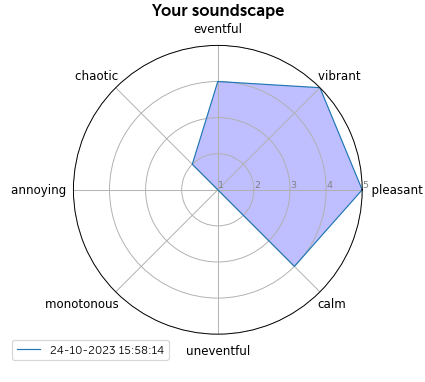 Your soundscape
eventful
chaotic
vibrant
annoying
1
2
3
4
5
pleasant
monotonous
calm
24-10-2023 15:58:14
uneventful